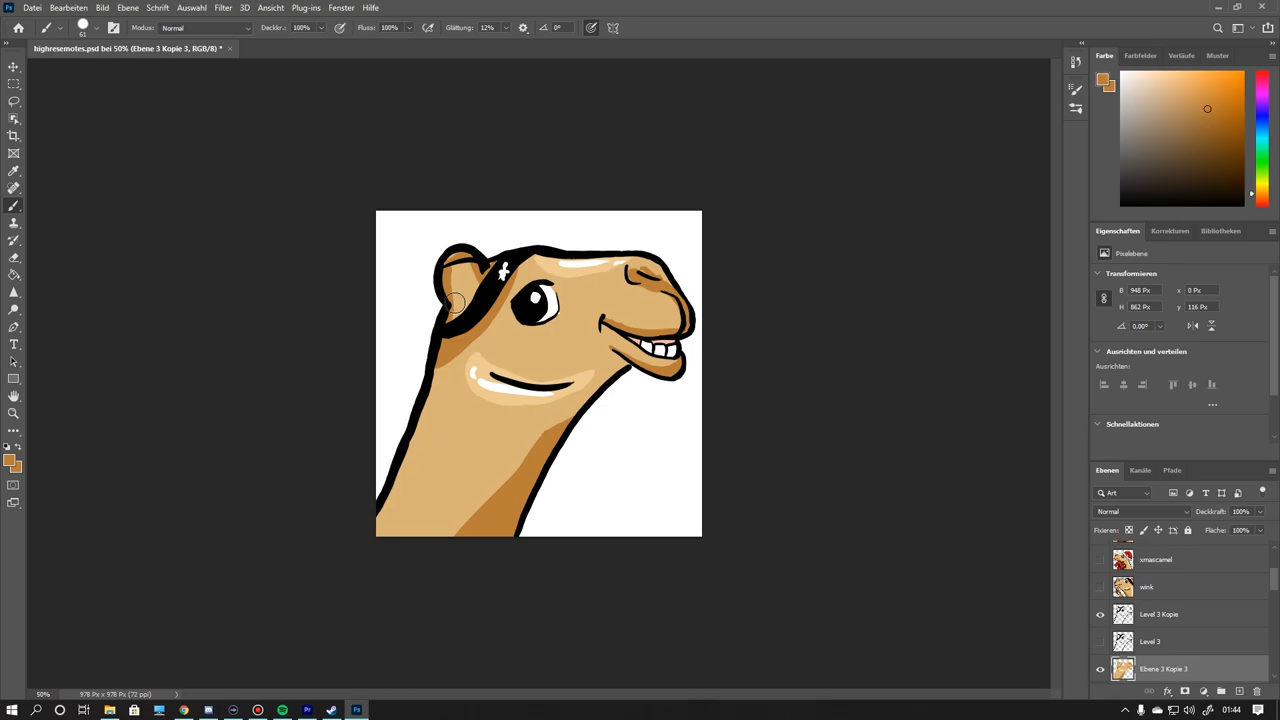 Datei Bearbeiten Bild Ebene Schrift Auswahl Filter 3D Ansicht Plug-ins Fenster Hilfe
61 Modus: Normal Deckkr.: 100% Fluss: 100% Glättung: 12% 0°
highresemotes.psd bei 50% (Ebene 3 Kopie 3, RGB/8) *
Farbe Farbfelder Verläufe Muster
Eigenschaften Korrekturen Bibliotheken
Pixelebene
Transformieren
B 948 Px x 0 Px
H 862 Px y 116 Px
0.00°
Ausrichten und verteilen
Ausrichten:
Schnellaktionen
Ebenen Kanäle Pfade
Art
Normal Deckkraft: 100%
Fixieren: Fläche: 100%
xmascamel
wink
Level 3 Kopie
Level 3
Ebene 3 Kopie 3
50% 978 Px x 978 Px (72 ppi)
01:44